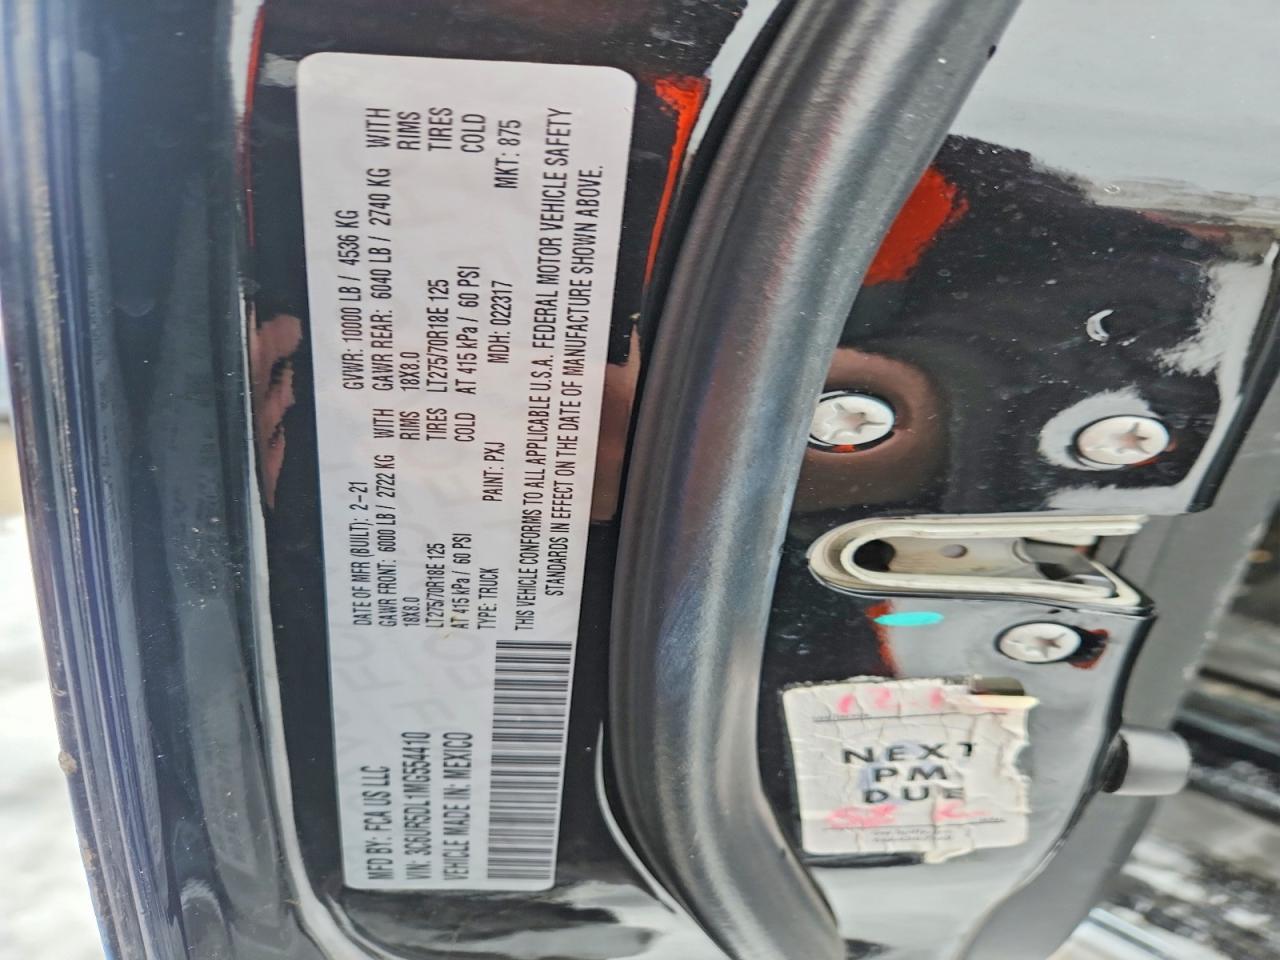 MFD BY: FCA US LLC
DATE OF MFR (BUILT): 2-21
GVWR: 10000 LB / 4536 KG
VIN: 3C6UR5DL1MG554410
GAWR FRONT: 6000 LB / 2722 KG WITH
GAWR REAR: 6040 LB / 2740 KG WITH
18X8.0 RIMS
18X8.0 RIMS
VEHICLE MADE IN: MEXICO
LT275/70R18E 125 TIRES
LT275/70R18E 125 TIRES
AT 415 kPa / 60 PSI COLD
AT 415 kPa / 60 PSI COLD
TYPE: TRUCK
PAINT: PXJ
MDH: 022317
MKT: 875
THIS VEHICLE CONFORMS TO ALL APPLICABLE U.S.A. FEDERAL MOTOR VEHICLE SAFETY
STANDARDS IN EFFECT ON THE DATE OF MANUFACTURE SHOWN ABOVE.
NEXT
PM
DUE